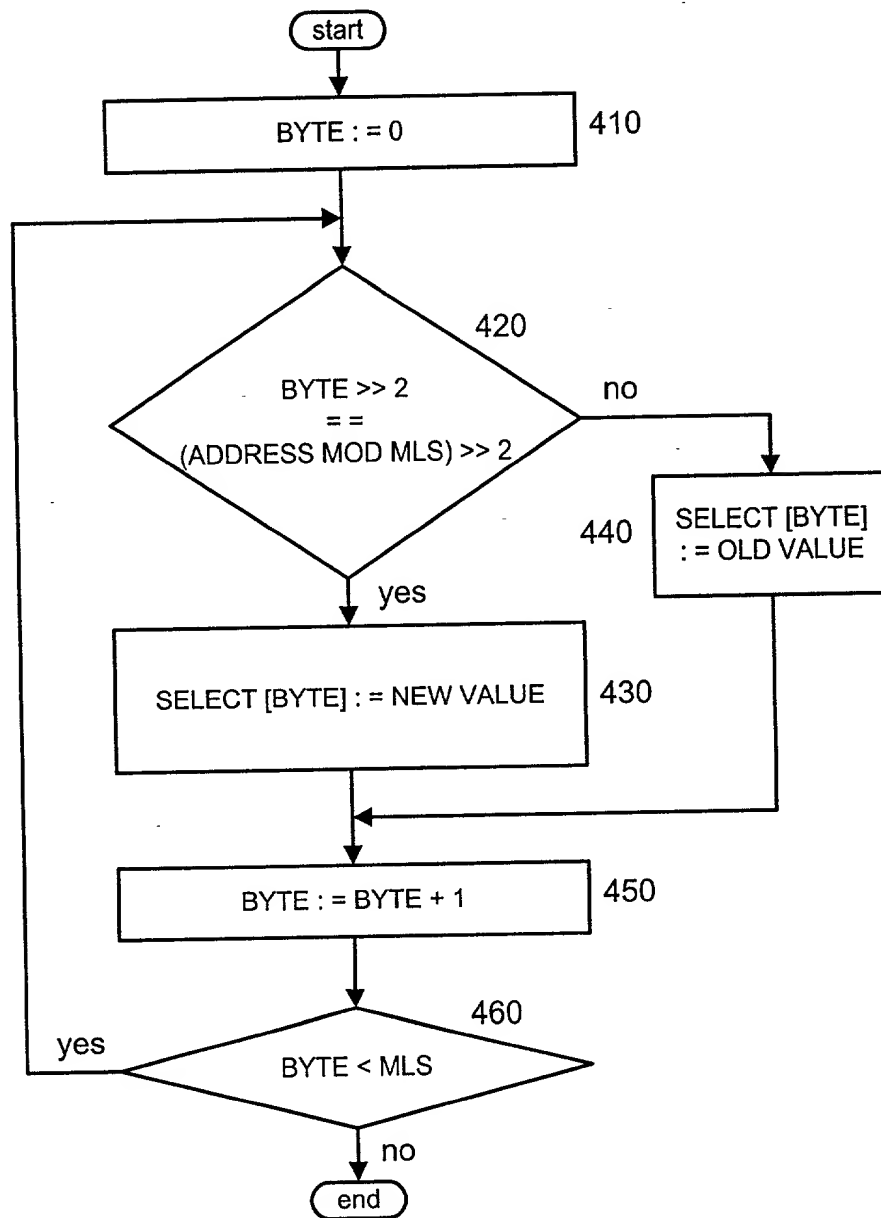 start
BYTE : = 0
410
420
BYTE >> 2
= =
(ADDRESS MOD MLS) >> 2
no
SELECT [BYTE]
: = OLD VALUE
440
yes
SELECT [BYTE] : = NEW VALUE
430
BYTE : = BYTE + 1
450
460
yes
BYTE < MLS
no
end